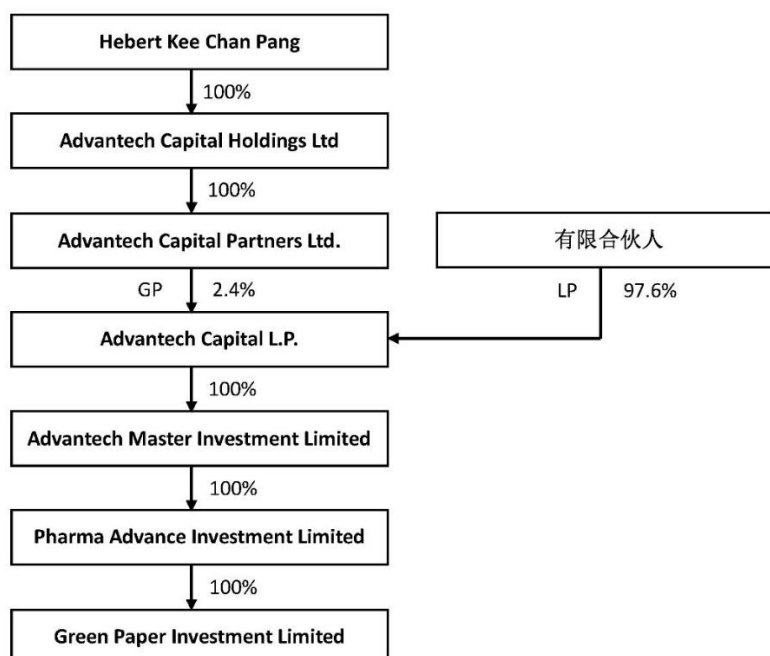 Hebert Kee Chan Pang
100%
Advantech Capital Holdings Ltd
100%
Advantech Capital Partners Ltd.
有限合伙人
GP 2.4%
LP 97.6%
Advantech Capital L.P.
100%
Advantech Master Investment Limited
100%
Pharma Advance Investment Limited
100%
Green Paper Investment Limited